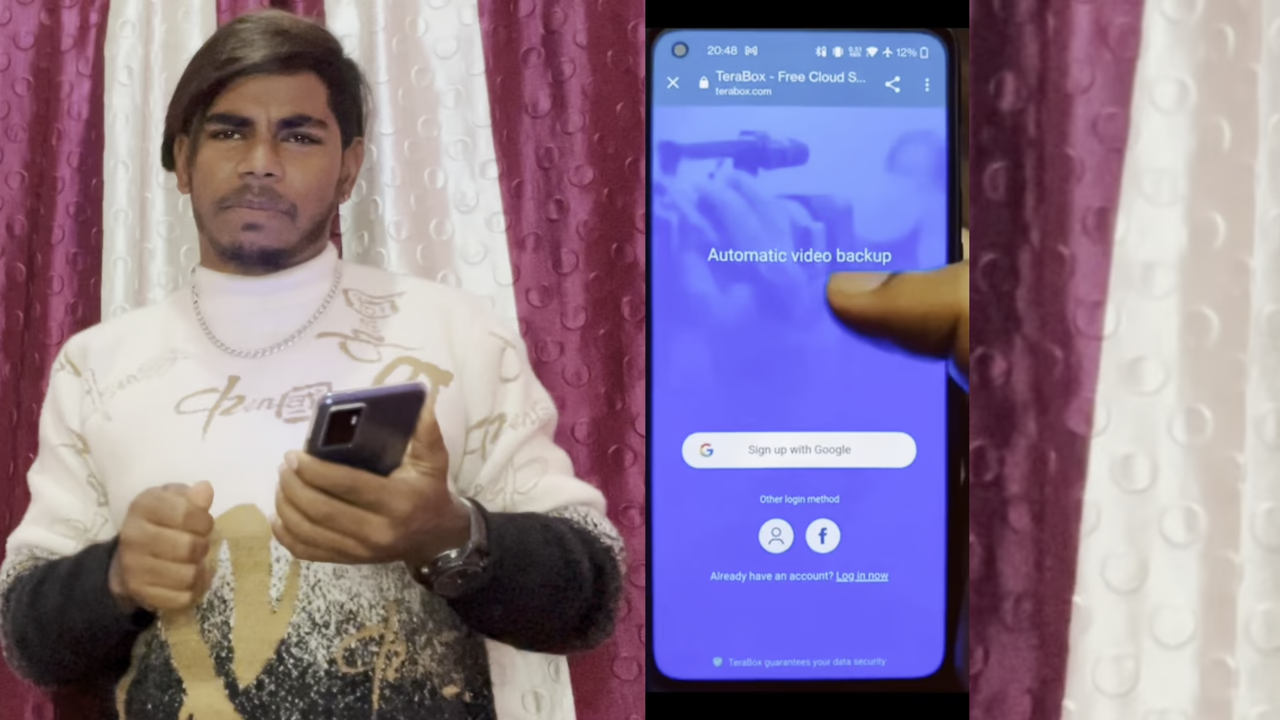 20:48
12%
TeraBox - Free Cloud S...
terabox.com
Automatic video backup
Sign up with Google
Other login method
f
Already have an account? Log in now
TeraBox guarantees your data security